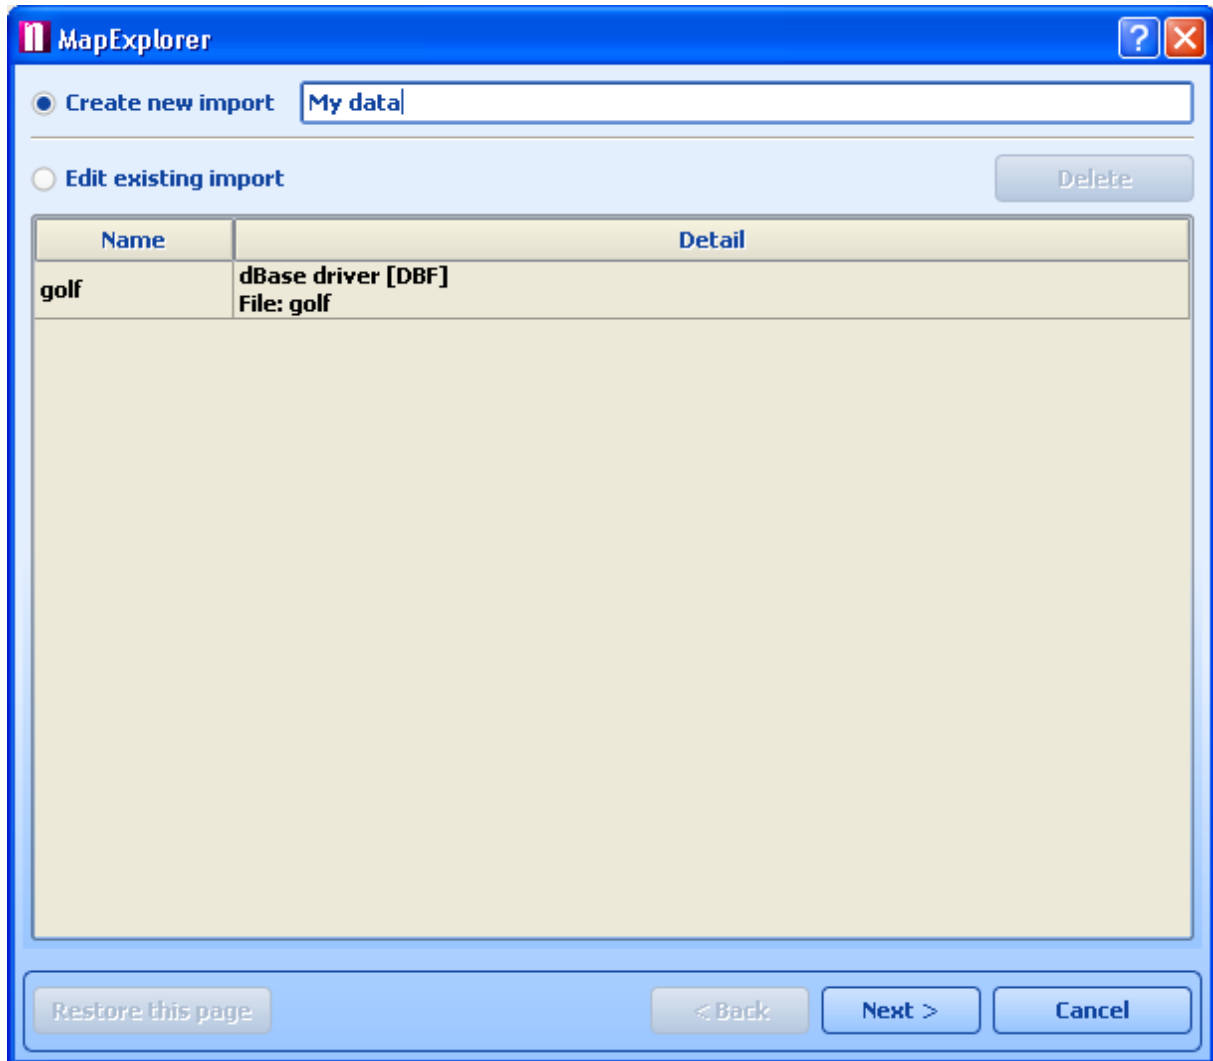 MapExplorer
Create new import My data
Edit existing import Delete
Name Detail
golf dBase driver [DBF]
File: golf
Restore this page < Back Next > Cancel